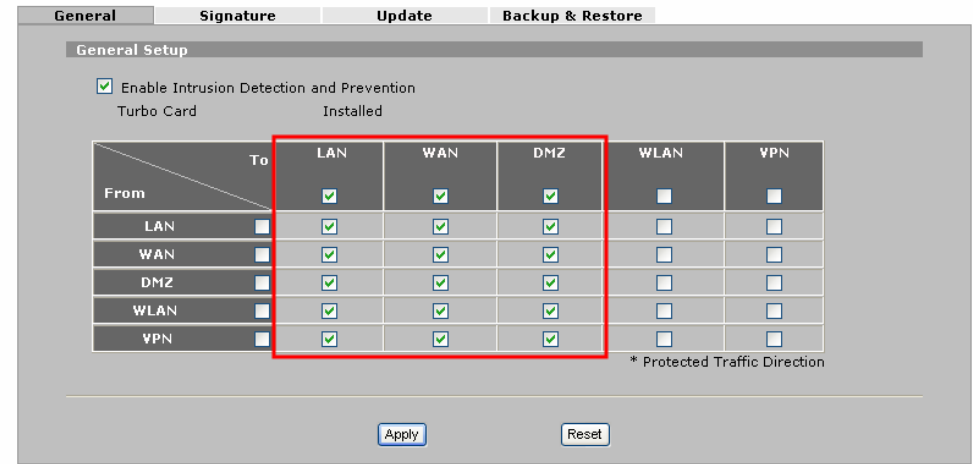 General Signature Update Backup & Restore
General Setup
Enable Intrusion Detection and Prevention
Turbo Card Installed
To LAN WAN DMZ WLAN VPN
From
LAN
WAN
DMZ
WLAN
VPN
* Protected Traffic Direction
Apply Reset